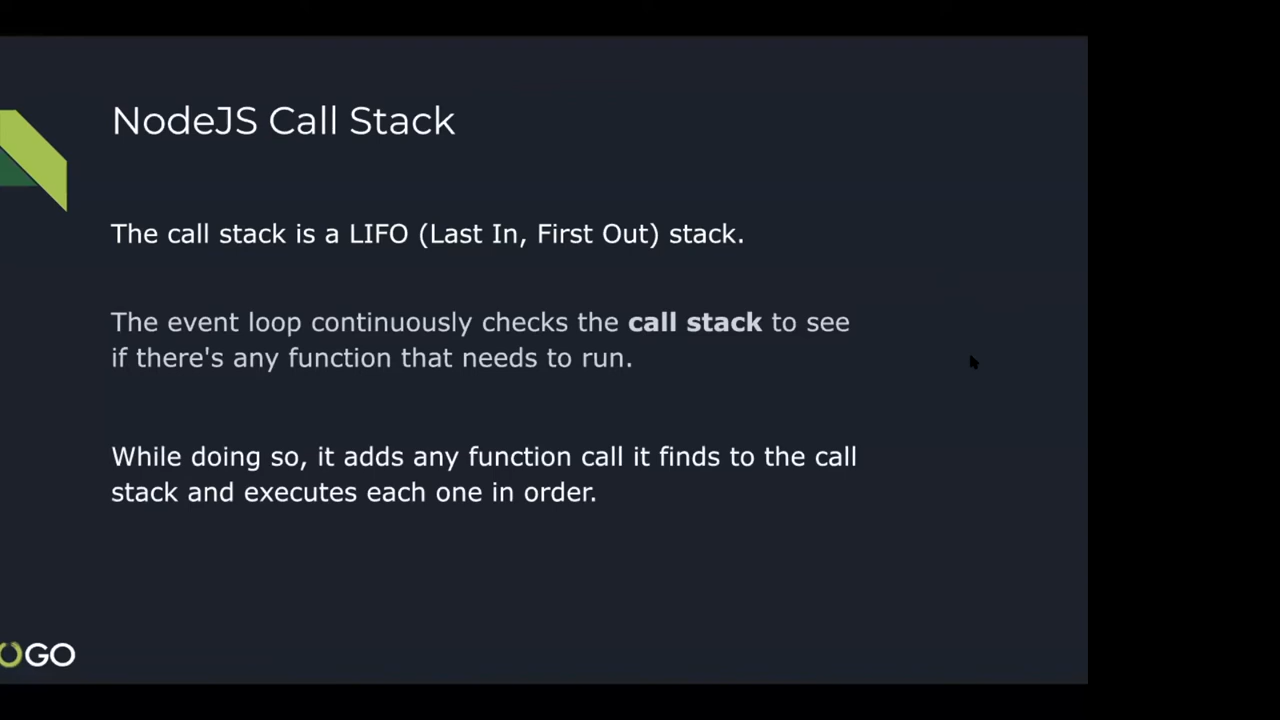 NodeJS Call Stack
The call stack is a LIFO (Last In, First Out) stack.
The event loop continuously checks the call stack to see
if there's any function that needs to run.
While doing so, it adds any function call it finds to the call
stack and executes each one in order.
GO